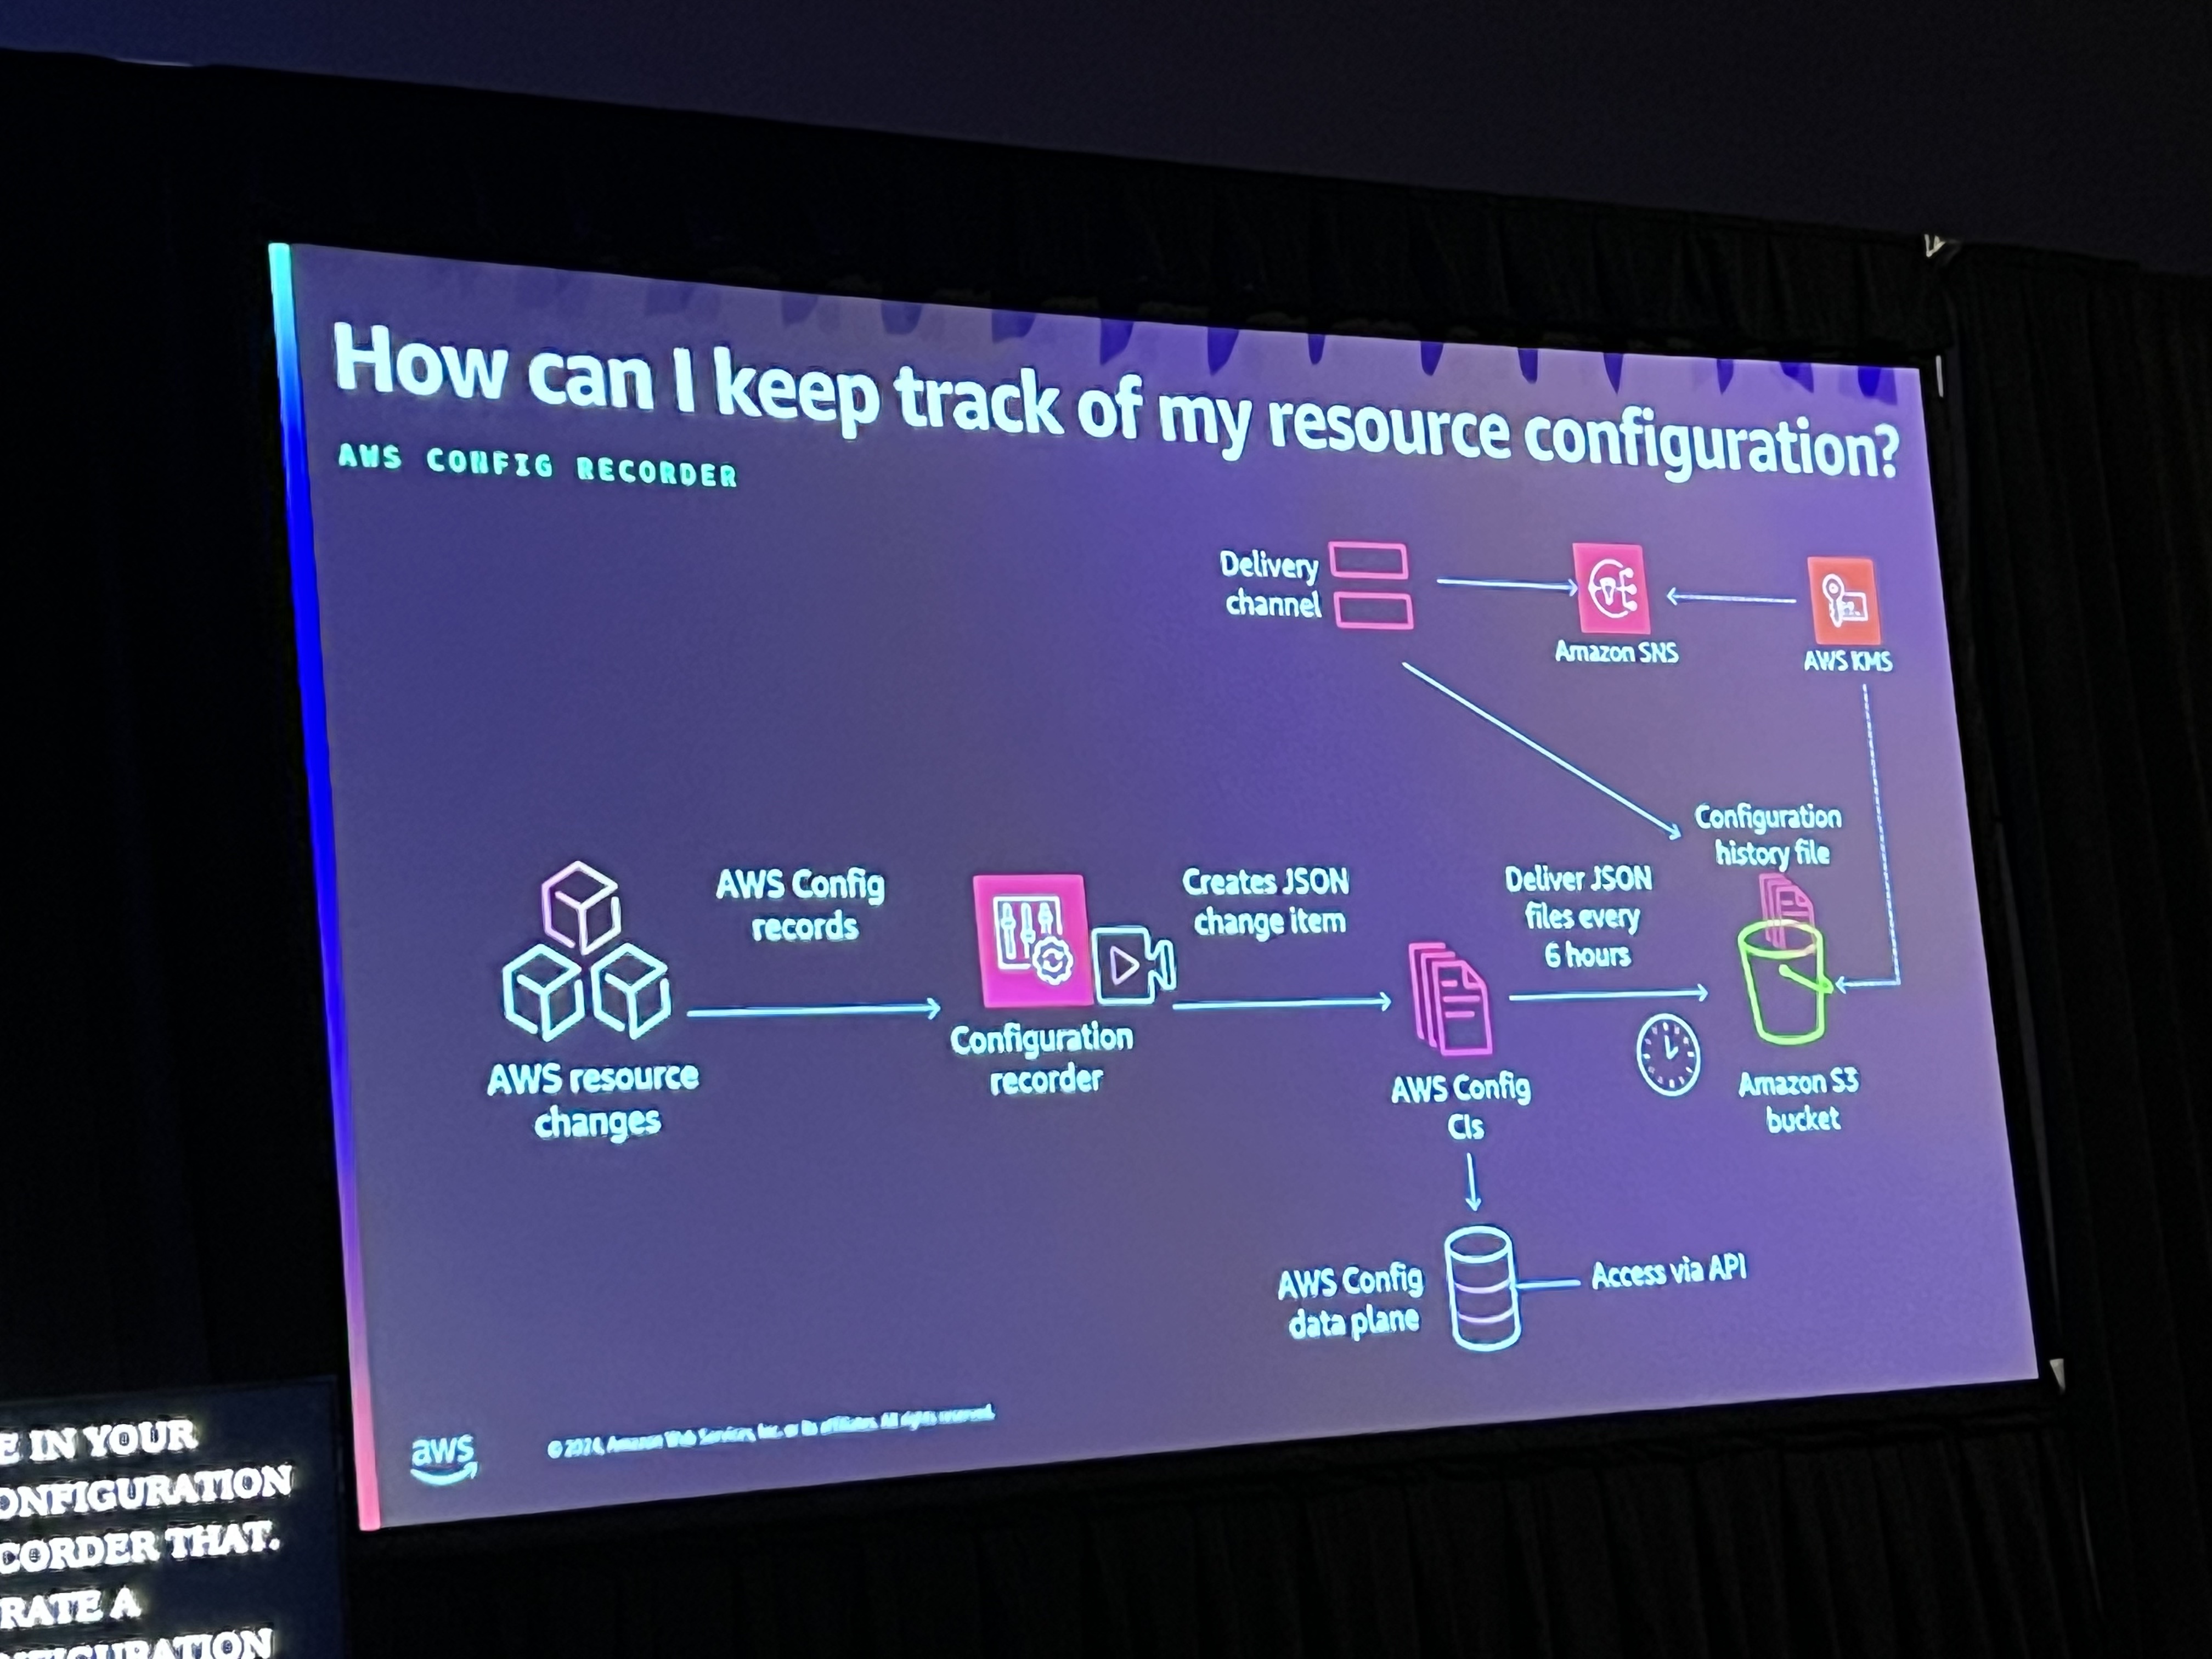 How can I keep track of my resource configuration?
AWS CONFIG RECORDER
Delivery
channel
Amazon SNS
AWS KMS
Configuration
history file
AWS Config
records
Creates JSON
change item
Deliver JSON
files every
6 hours
AWS resource
changes
Configuration
recorder
AWS Config
CIs
Amazon S3
bucket
AWS Config
data plane
Access via API
aws
© 2024, Amazon Web Services, Inc. or its affiliates. All rights reserved.
E IN YOUR
ONFIGURATION
CORDER THAT.
RATE A
NFIGURATION